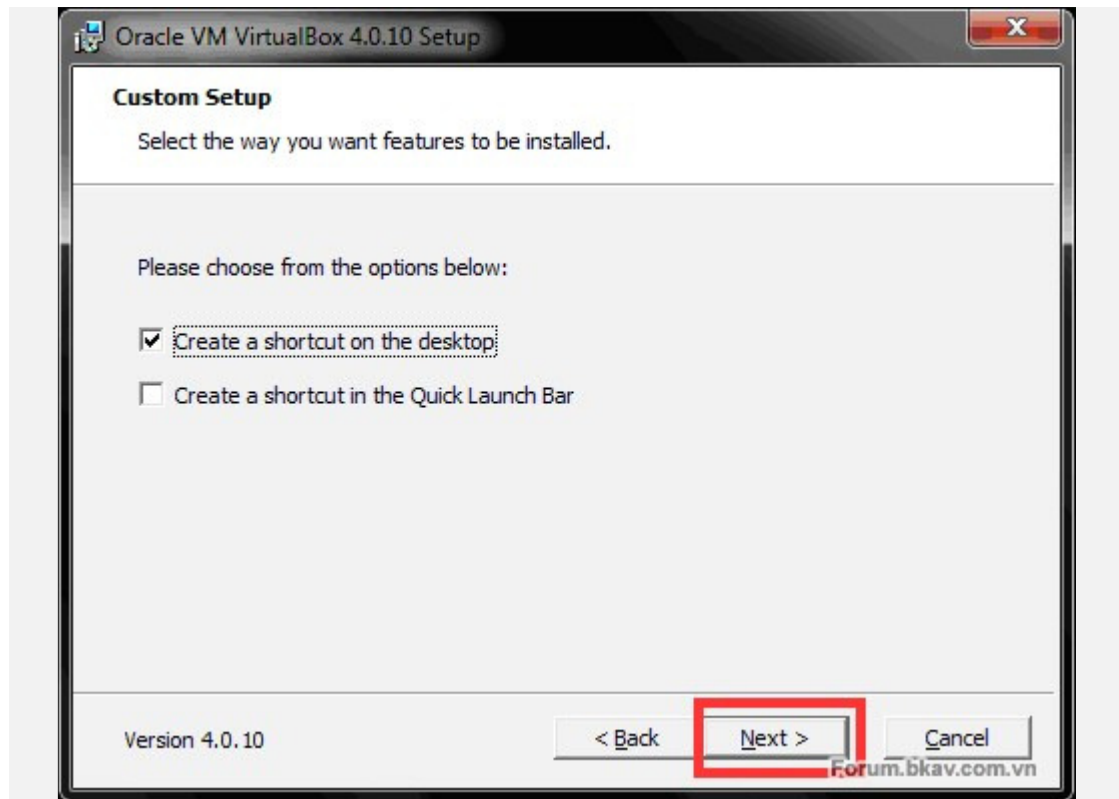 Oracle VM VirtualBox 4.0.10 Setup
Custom Setup
Select the way you want features to be installed.
Please choose from the options below:
Create a shortcut on the desktop
Create a shortcut in the Quick Launch Bar
Version 4.0.10
< Back
Next >
Cancel
Forum.bkav.com.vn